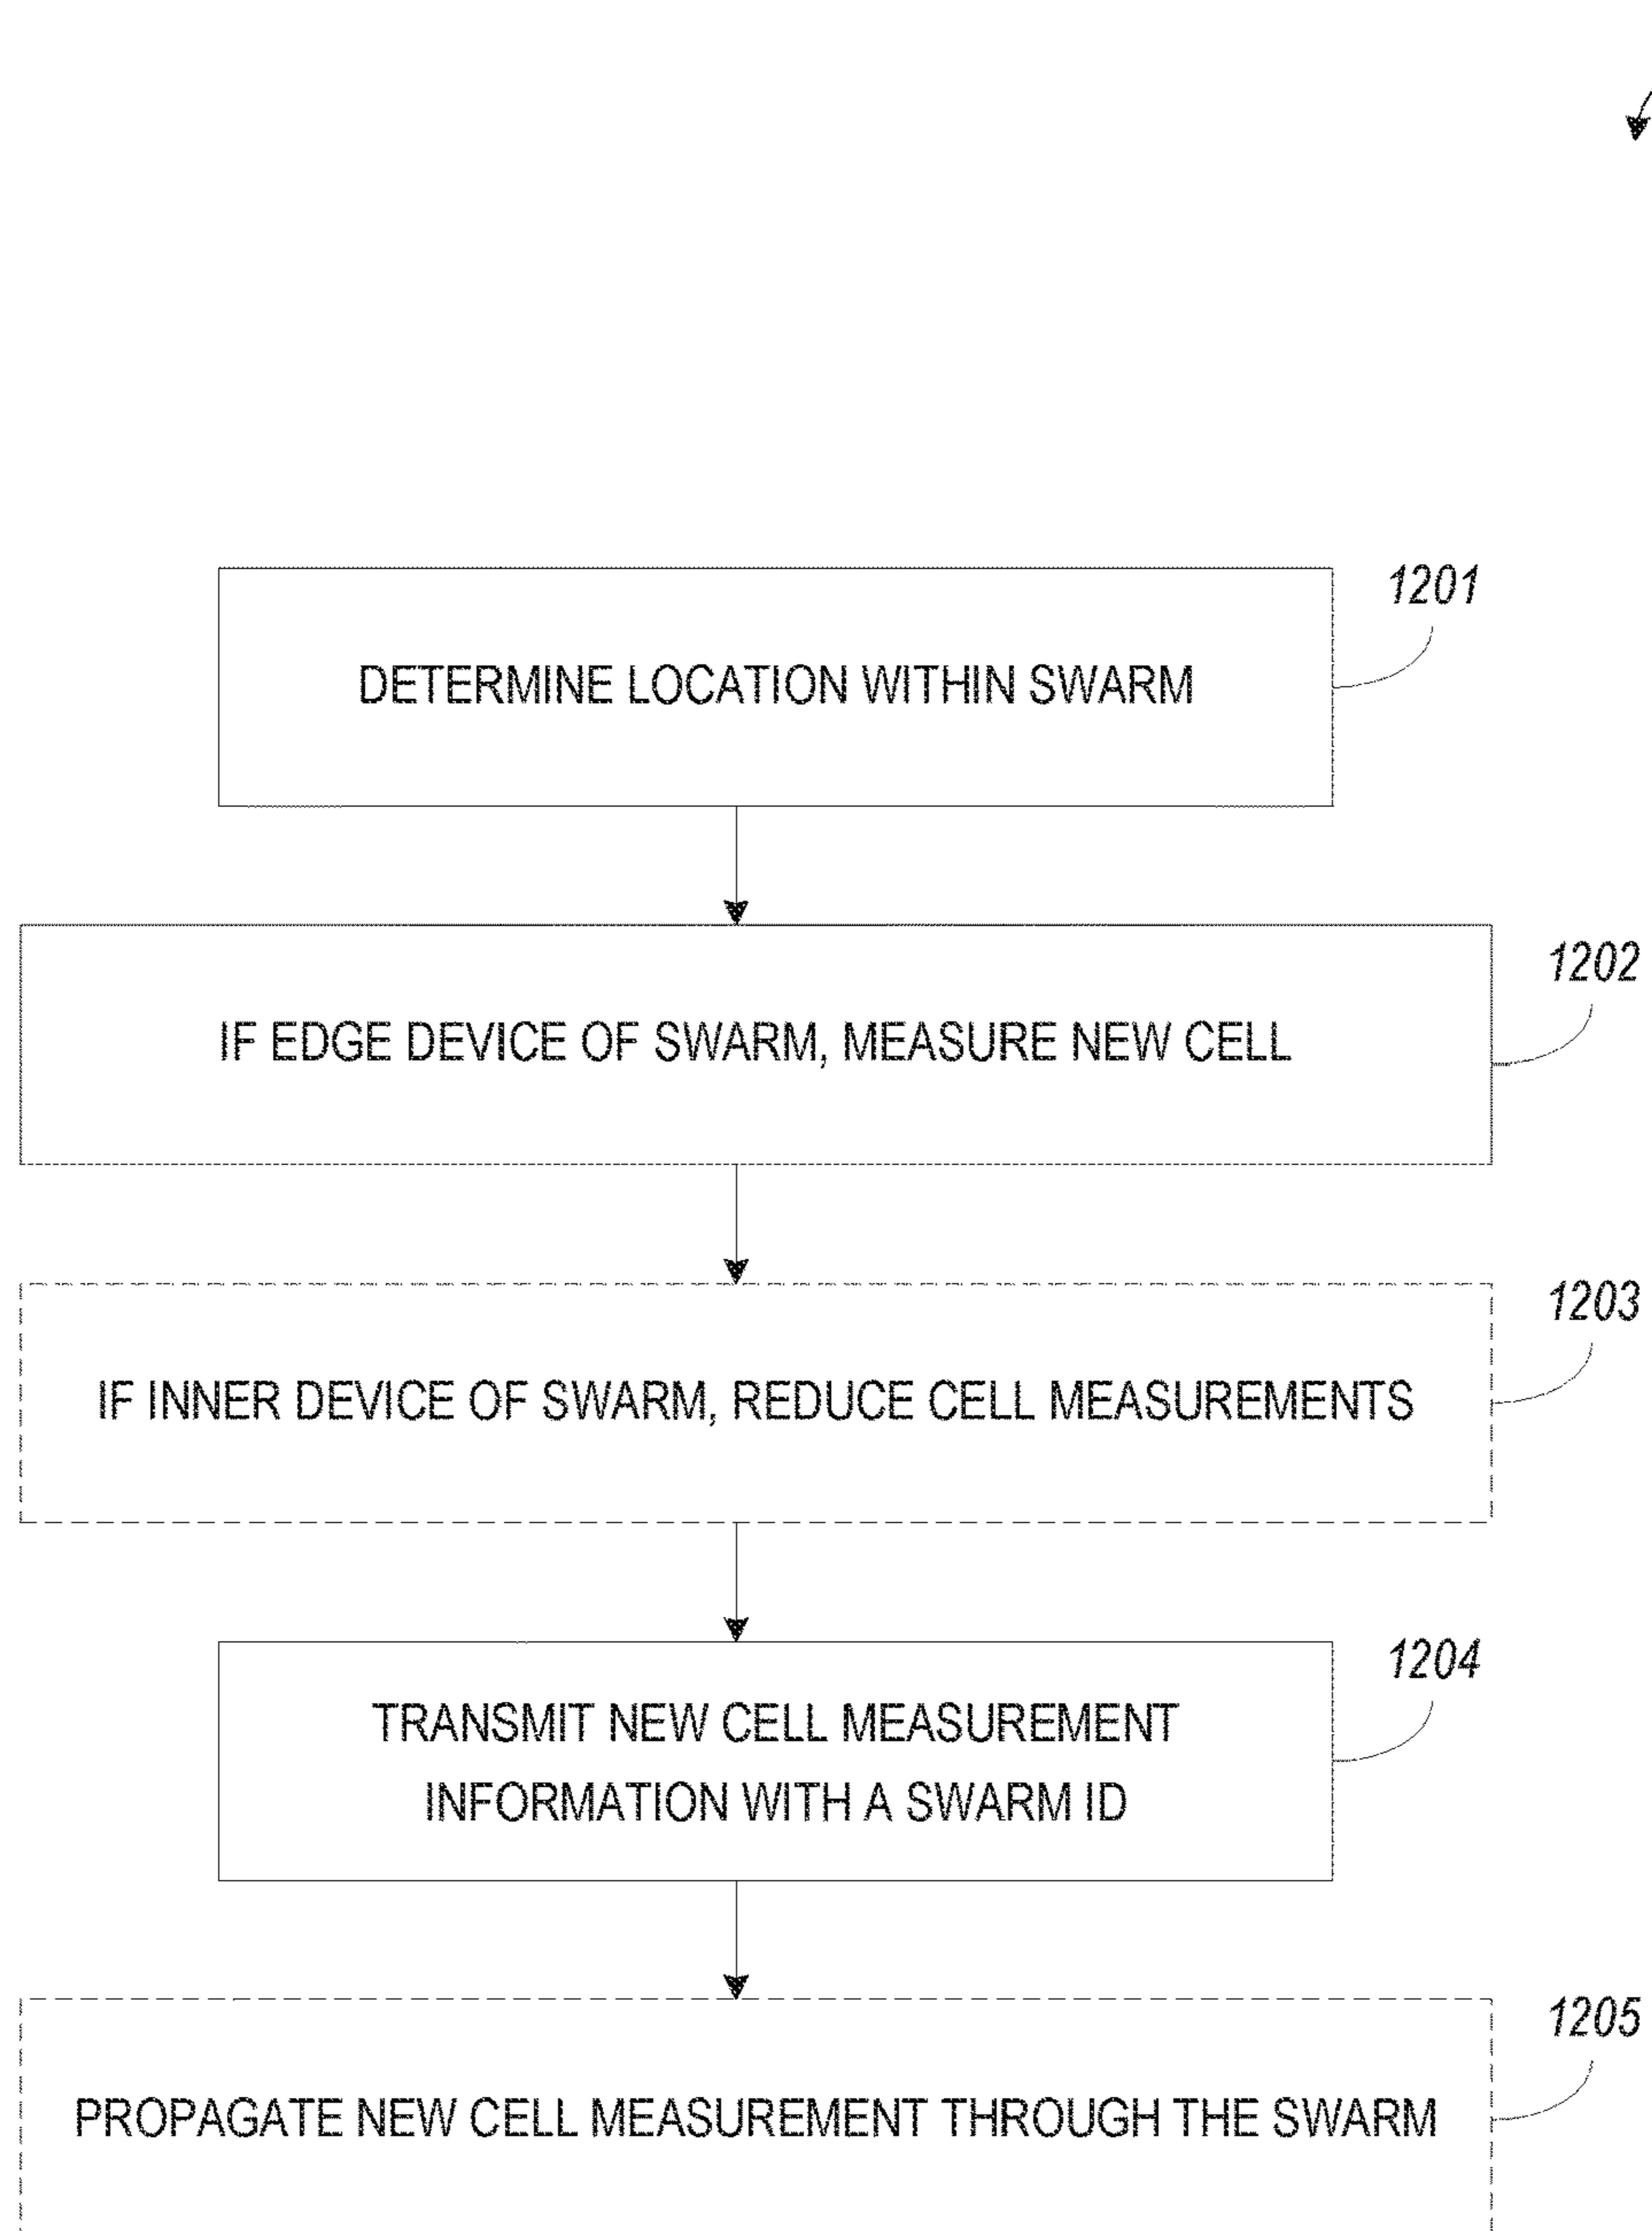 1201
DETERMINE LOCATION WITHIN SWARM
1202
IF EDGE DEVICE OF SWARM, MEASURE NEW CELL
1203
IF INNER DEVICE OF SWARM, REDUCE CELL MEASUREMENTS
1204
TRANSMIT NEW CELL MEASUREMENT
INFORMATION WITH A SWARM ID
1205
PROPAGATE NEW CELL MEASUREMENT THROUGH THE SWARM